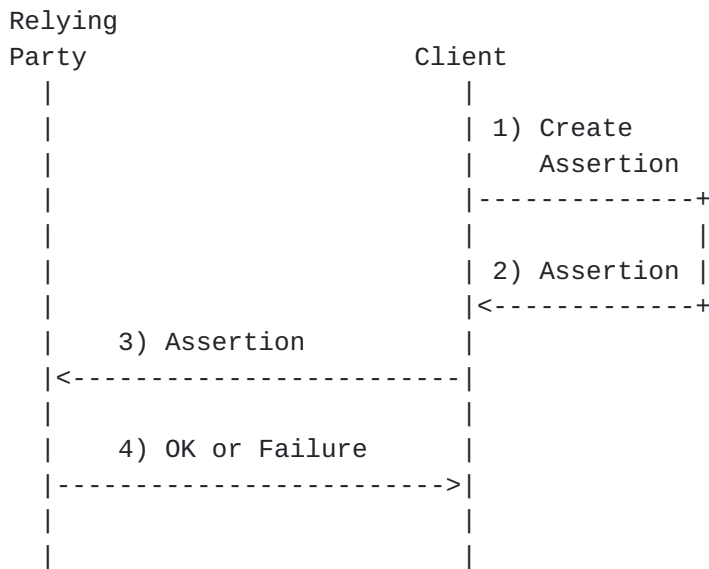 Relying
Party Client
1) Create
Assertion
2) Assertion
3) Assertion
4) OK or Failure